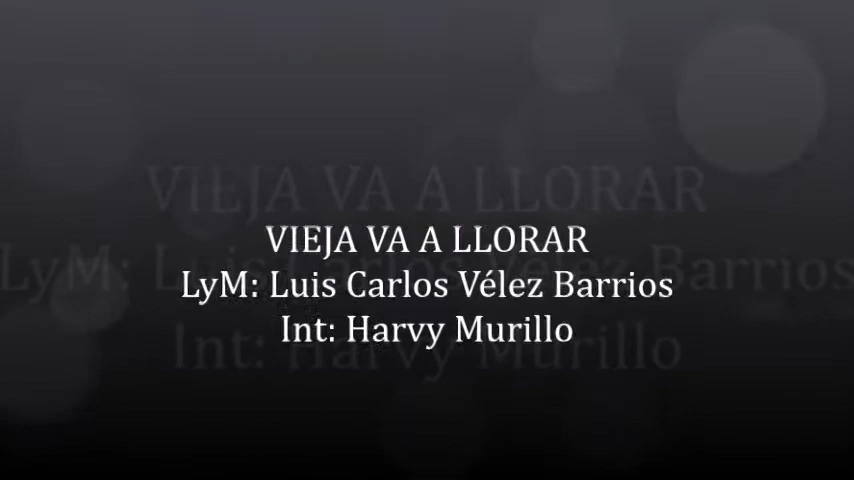 VIEJA VA A LLORAR
LyM: Luis Carlos Vélez Barrios
Int: Harvy Murillo